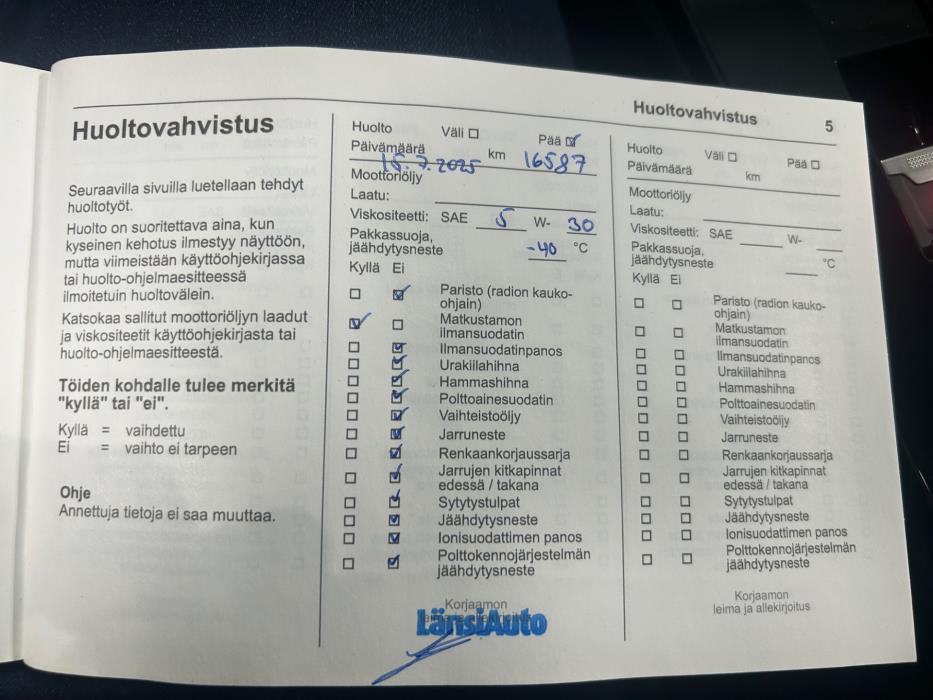 Huoltovahvistus 5
Huoltovahvistus
Seuraavilla sivuilla luetellaan tehdyt
huoltotyöt.
Huolto on suoritettava aina, kun
kyseinen kehotus ilmestyy näyttöön,
mutta viimeistään käyttöohjekirjassa
tai huolto-ohjelmaesitteessä
ilmoitetuin huoltovälein.
Katsokaa sallitut moottoriöljyn laadut
ja viskositeetit käyttöohjekirjasta tai
huolto-ohjelmaesitteestä.
Töiden kohdalle tulee merkitä
"kyllä" tai "ei".
Kyllä = vaihdettu
Ei = vaihto ei tarpeen
Ohje
Annettuja tietoja ei saa muuttaa.
Huolto Väli ☐ Pää ☑
Päivämäärä 15.7.2025 km 16587
Moottoriöljy
Laatu:
Viskositeetti: SAE 5 W- 30
Pakkassuoja,
jäähdytysneste -40 °C
Kyllä Ei
☐ ☑ Paristo (radion kauko-
ohjain)
☑ ☐ Matkustamon
ilmansuodatin
☐ ☑ Ilmansuodatinpanos
☐ ☑ Urakiilahihna
☐ ☑ Hammashihna
☐ ☑ Polttoainesuodatin
☐ ☑ Vaihteistoöljy
☐ ☑ Jarruneste
☐ ☑ Renkaankorjaussarja
☐ ☑ Jarrujen kitkapinnat
edessä / takana
☐ ☑ Sytytystulpat
☐ ☑ Jäähdytysneste
☐ ☑ Ionisuodattimen panos
☐ ☑ Polttokennojärjestelmän
jäähdytysneste
Korjaamon
leima ja allekirjoitus
LänsiAuto
Huolto Väli ☐ Pää ☐
Päivämäärä km
Moottoriöljy
Laatu:
Viskositeetti: SAE W-
Pakkassuoja,
jäähdytysneste °C
Kyllä Ei
☐ ☐ Paristo (radion kauko-
ohjain)
☐ ☐ Matkustamon
ilmansuodatin
☐ ☐ Ilmansuodatinpanos
☐ ☐ Urakiilahihna
☐ ☐ Hammashihna
☐ ☐ Polttoainesuodatin
☐ ☐ Vaihteistoöljy
☐ ☐ Jarruneste
☐ ☐ Renkaankorjaussarja
☐ ☐ Jarrujen kitkapinnat
edessä / takana
☐ ☐ Sytytystulpat
☐ ☐ Jäähdytysneste
☐ ☐ Ionisuodattimen panos
☐ ☐ Polttokennojärjestelmän
jäähdytysneste
Korjaamon
leima ja allekirjoitus